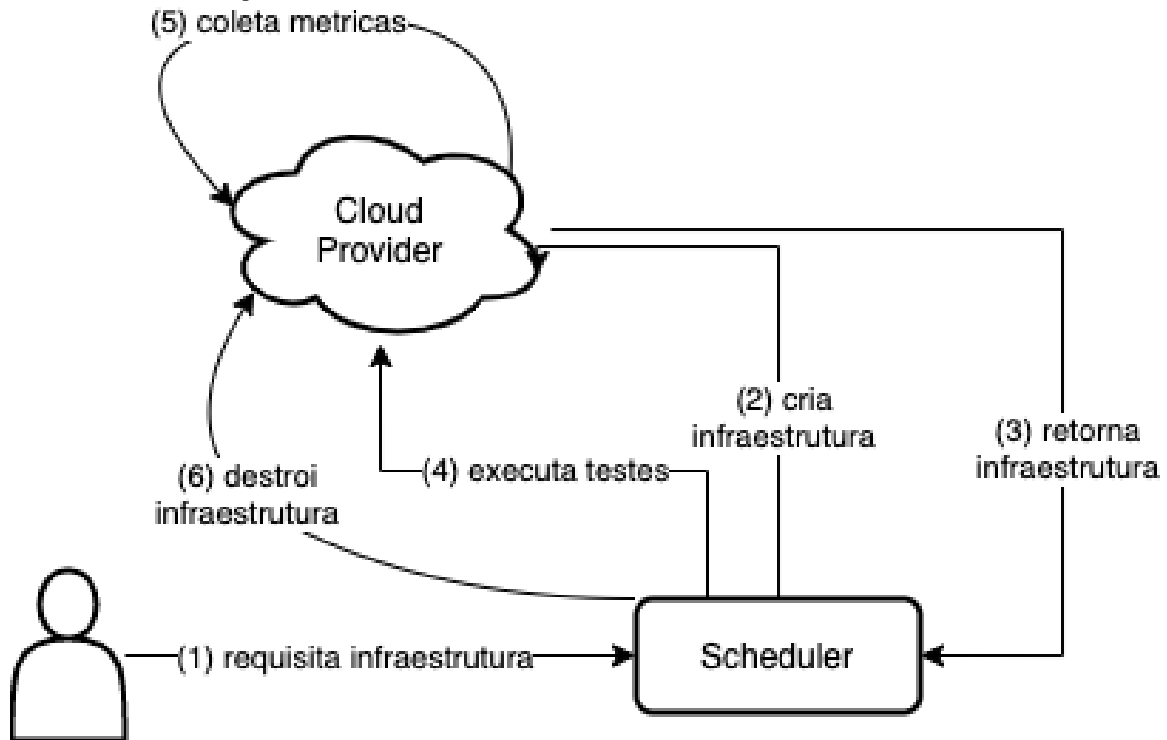 (5) coleta metricas
Cloud
Provider
(2) cria
infraestrutura
(3) retorna
infraestrutura
(4) executa testes
(6) destroi
infraestrutura
(1) requisita infraestrutura
Scheduler